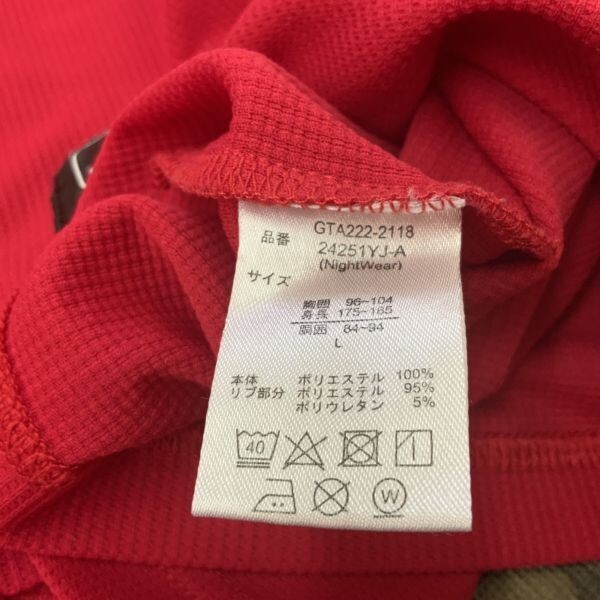 品番 GTA222-2118
24251YJ-A
(NightWear)
サイズ
胸囲 96~104
身長 175~185
胴囲 84~94
L
本体 ポリエステル 100%
リブ部分 ポリエステル 95%
ポリウレタン 5%
40
W